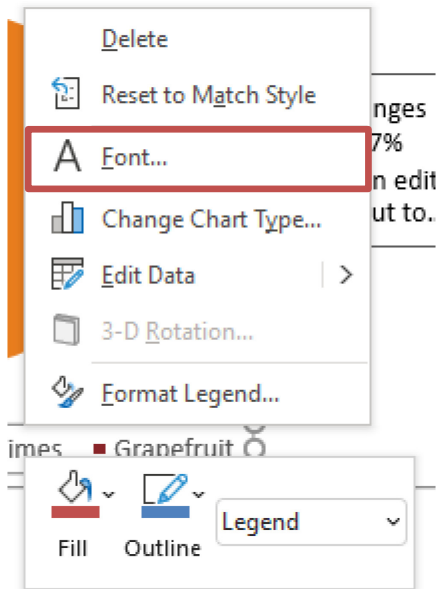 Delete
Reset to Match Style
Font...
Change Chart Type...
Edit Data
3-D Rotation...
Format Legend...
nges
7%
n edit
ut to..
imes
Grapefruit
Fill
Outline
Legend